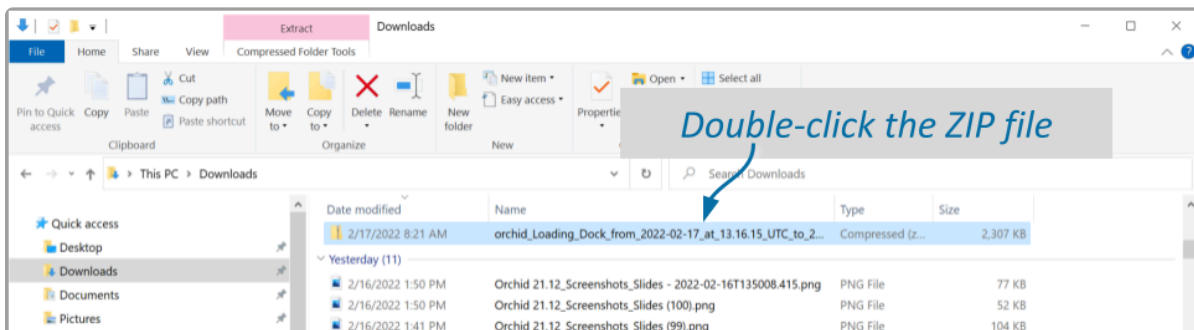 Extract
Downloads
File Home Share View Compressed Folder Tools
Pin to Quick access
Copy
Paste
Cut
Copy path
Paste shortcut
Clipboard
Move to
Copy to
Delete
Rename
Organize
New folder
New item
Easy access
New
Open
Select all
Double-click the ZIP file
This PC > Downloads
Search Downloads
Quick access
Desktop
Downloads
Documents
Pictures
Date modified Name Type Size
2/17/2022 8:21 AM orchid_Loading_Dock_from_2022-02-17_at_13.16.15_UTC_to_2... Compressed (z... 2,307 KB
Yesterday (11)
2/16/2022 1:50 PM Orchid 21.12_Screenshots_Slides - 2022-02-16T135008.415.png PNG File 77 KB
2/16/2022 1:50 PM Orchid 21.12_Screenshots_Slides (100).png PNG File 52 KB
2/16/2022 1:41 PM Orchid 21.12_Screenshots_Slides (99).png PNG File 104 KB